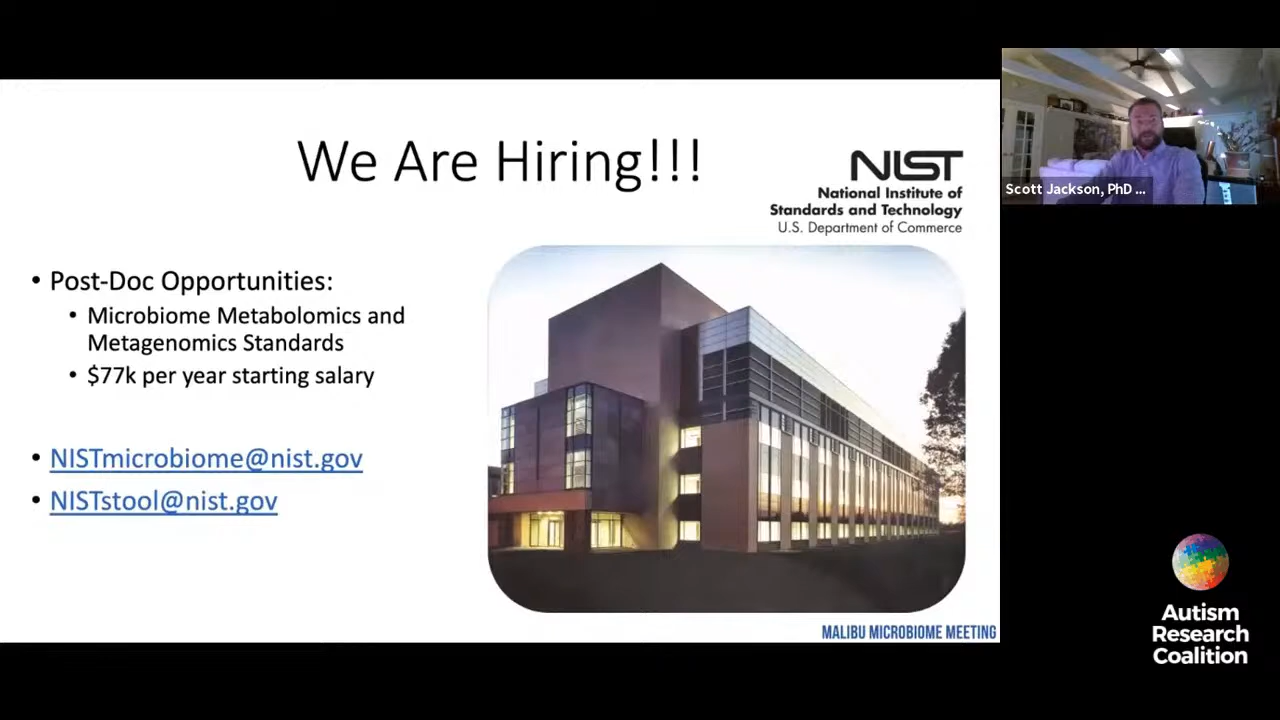 We Are Hiring!!!
NIST
National Institute of
Standards and Technology
U.S. Department of Commerce
• Post-Doc Opportunities:
• Microbiome Metabolomics and
Metagenomics Standards
• $77k per year starting salary
• NISTmicrobiome@nist.gov
• NISTstool@nist.gov
MALIBU MICROBIOME MEETING
Scott Jackson, PhD ...
Autism
Research
Coalition